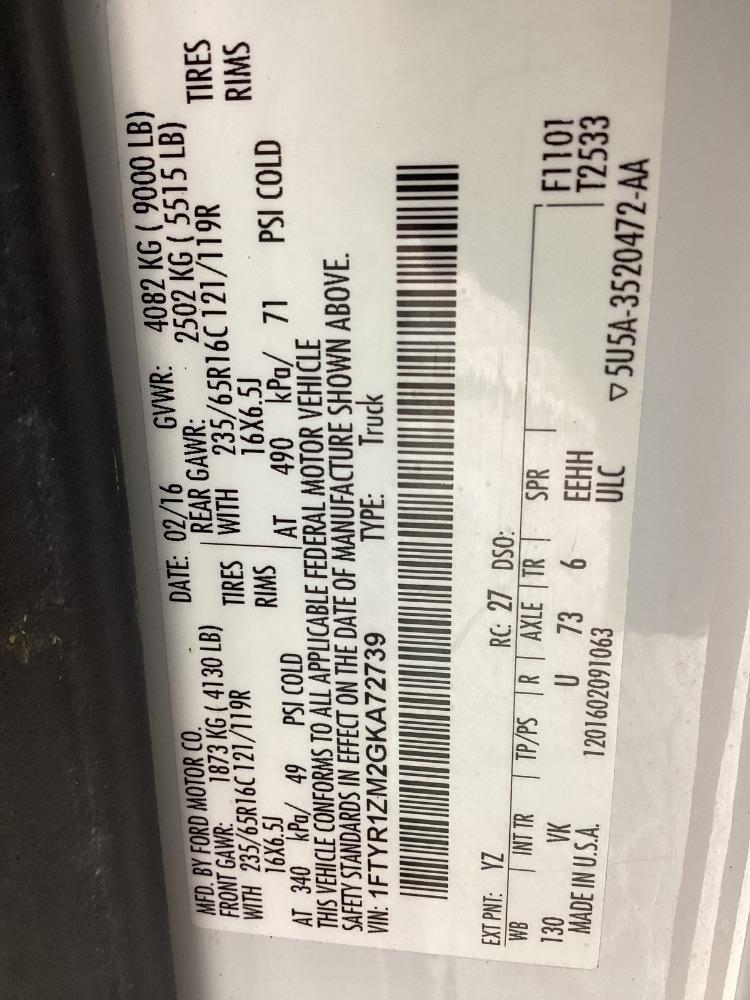 MFD. BY FORD MOTOR CO.
DATE: 02/16 GVWR: 4082 KG ( 9000 LB)
FRONT GAWR: 1873 KG ( 4130 LB) REAR GAWR: 2502 KG ( 5515 LB)
WITH 235/65R16C 121/119R TIRES WITH 235/65R16C 121/119R TIRES
16X6.5J RIMS 16X6.5J RIMS
AT 340 kPa/ 49 PSI COLD AT 490 kPa/ 71 PSI COLD
THIS VEHICLE CONFORMS TO ALL APPLICABLE FEDERAL MOTOR VEHICLE
SAFETY STANDARDS IN EFFECT ON THE DATE OF MANUFACTURE SHOWN ABOVE.
VIN: 1FTYR1ZM2GKA72739 TYPE: Truck
EXT PNT: YZ RC: 27 DSO:
WB INT TR TP/PS R AXLE TR SPR F1101
130 VK U 73 6 EEHH T2533
MADE IN U.S.A. 1201602091063 ULC ▽5U5A-3520472-AA